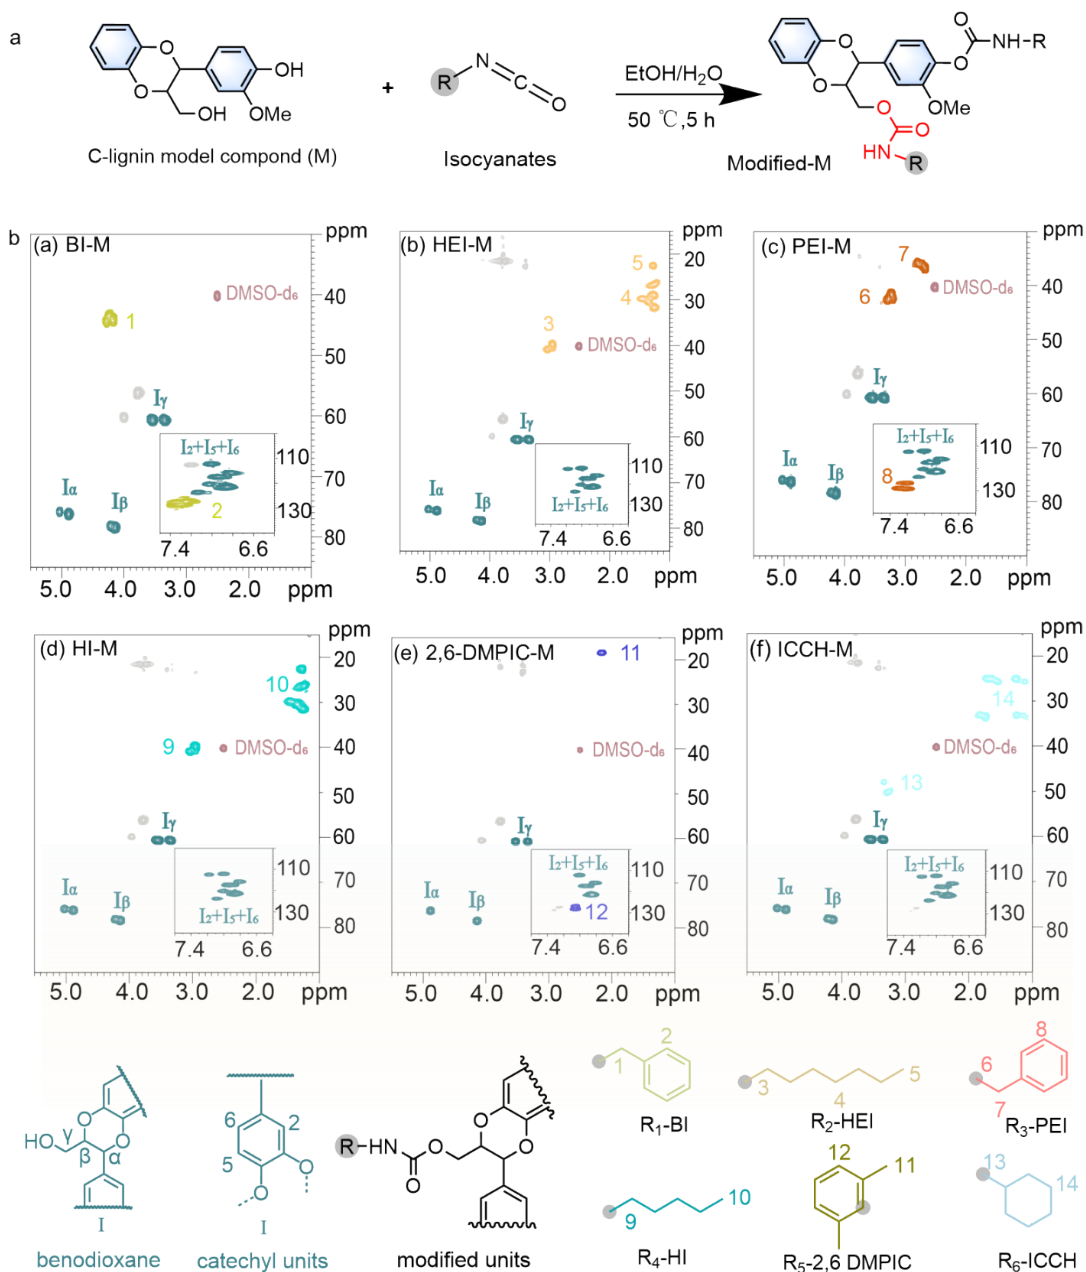 a
O
O
OH
OH
OMe
C-lignin model compond (M)
+
R
N
C
O
Isocyanates
EtOH/H₂O
50 ℃,5 h
O
O
O
O
NH-R
O
OMe
O
O
HN
R
Modified-M
b
(a) BI-M
ppm
DMSO-d₆
1
Iγ
Iα
Iβ
I₂+I₅+I₆
2
110
130
7.4
6.6
40
50
60
70
80
5.0
4.0
3.0
2.0
ppm
(b) HEI-M
ppm
5
4
3
DMSO-d₆
Iγ
Iα
Iβ
I₂+I₅+I₆
110
130
7.4
6.6
20
30
40
50
60
70
80
5.0
4.0
3.0
2.0
ppm
(c) PEI-M
ppm
7
6
DMSO-d₆
Iγ
Iα
Iβ
I₂+I₅+I₆
8
110
130
7.4
6.6
30
40
50
60
70
80
5.0
4.0
3.0
2.0
ppm
(d) HI-M
ppm
10
9
DMSO-d₆
Iγ
Iα
Iβ
I₂+I₅+I₆
110
130
7.4
6.6
20
30
40
50
60
70
80
5.0
4.0
3.0
2.0
ppm
(e) 2,6-DMPIC-M
ppm
11
DMSO-d₆
Iγ
Iα
Iβ
I₂+I₅+I₆
12
110
130
7.4
6.6
20
30
40
50
60
70
80
5.0
4.0
3.0
2.0
ppm
(f) ICCH-M
ppm
14
DMSO-d₆
13
Iγ
Iα
Iβ
I₂+I₅+I₆
110
130
7.4
6.6
20
30
40
50
60
70
80
5.0
4.0
3.0
2.0
ppm
HO
γ
β
α
O
O
I
benodioxane
6
2
5
O
O
I
catechyl units
R
NH
O
O
O
O
modified units
1
2
R₁-BI
3
4
5
R₂-HEI
6
7
8
R₃-PEI
9
10
R₄-HI
12
11
R₅-2,6 DMPIC
13
14
R₆-ICCH